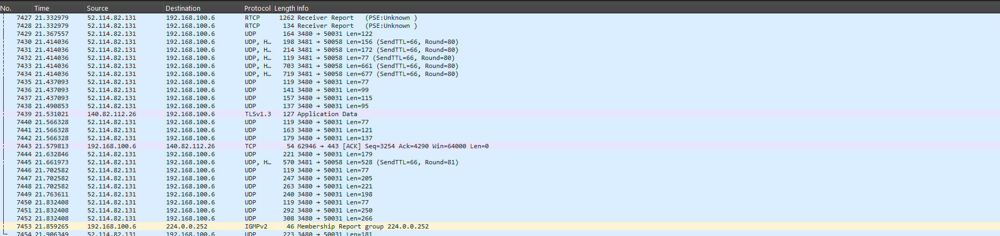 No. Time Source Destination Protocol Length Info
7427 21.332979 52.114.82.131 192.168.100.6 RTCP 1262 Receiver Report (PSE:Unknown )
7428 21.332979 52.114.82.131 192.168.100.6 RTCP 134 Receiver Report (PSE:Unknown )
7429 21.367557 52.114.82.131 192.168.100.6 UDP 164 3480 → 50031 Len=122
7430 21.414036 52.114.82.131 192.168.100.6 UDP, H… 198 3481 → 50058 Len=156 (SendTTL=66, Round=80)
7431 21.414036 52.114.82.131 192.168.100.6 UDP, H… 214 3481 → 50058 Len=172 (SendTTL=66, Round=80)
7432 21.414036 52.114.82.131 192.168.100.6 UDP, H… 119 3481 → 50058 Len=77 (SendTTL=66, Round=80)
7433 21.414036 52.114.82.131 192.168.100.6 UDP, H… 703 3481 → 50058 Len=661 (SendTTL=66, Round=80)
7434 21.414036 52.114.82.131 192.168.100.6 UDP, H… 719 3481 → 50058 Len=677 (SendTTL=66, Round=80)
7435 21.437093 52.114.82.131 192.168.100.6 UDP 119 3480 → 50031 Len=77
7436 21.437093 52.114.82.131 192.168.100.6 UDP 141 3480 → 50031 Len=99
7437 21.437093 52.114.82.131 192.168.100.6 UDP 157 3480 → 50031 Len=115
7438 21.490853 52.114.82.131 192.168.100.6 UDP 137 3480 → 50031 Len=95
7439 21.531021 140.82.112.26 192.168.100.6 TLSv1.3 127 Application Data
7440 21.566328 52.114.82.131 192.168.100.6 UDP 119 3480 → 50031 Len=77
7441 21.566328 52.114.82.131 192.168.100.6 UDP 163 3480 → 50031 Len=121
7442 21.566328 52.114.82.131 192.168.100.6 UDP 179 3480 → 50031 Len=137
7443 21.579813 192.168.100.6 140.82.112.26 TCP 54 62946 → 443 [ACK] Seq=3254 Ack=4290 Win=64000 Len=0
7444 21.632846 52.114.82.131 192.168.100.6 UDP 221 3480 → 50031 Len=179
7445 21.661973 52.114.82.131 192.168.100.6 UDP, H… 570 3481 → 50058 Len=528 (SendTTL=66, Round=81)
7446 21.702582 52.114.82.131 192.168.100.6 UDP 119 3480 → 50031 Len=77
7447 21.702582 52.114.82.131 192.168.100.6 UDP 247 3480 → 50031 Len=205
7448 21.702582 52.114.82.131 192.168.100.6 UDP 263 3480 → 50031 Len=221
7449 21.763611 52.114.82.131 192.168.100.6 UDP 240 3480 → 50031 Len=198
7450 21.832408 52.114.82.131 192.168.100.6 UDP 119 3480 → 50031 Len=77
7451 21.832408 52.114.82.131 192.168.100.6 UDP 292 3480 → 50031 Len=250
7452 21.832408 52.114.82.131 192.168.100.6 UDP 308 3480 → 50031 Len=266
7453 21.859265 192.168.100.6 224.0.0.252 IGMPv2 46 Membership Report group 224.0.0.252
7454 21.906349 52.114.82.131 192.168.100.6 UDP 223 3480 → 50031 Len=181